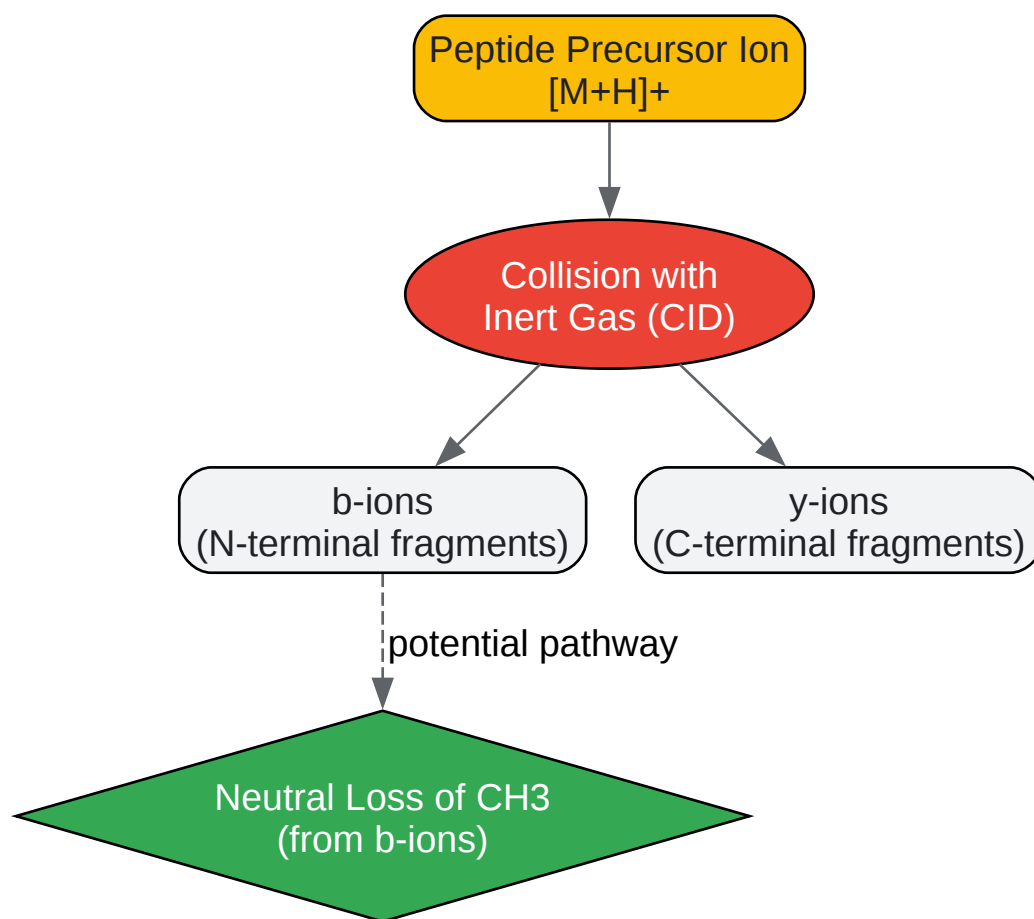 Peptide Precursor Ion
[M+H]+
Collision with
Inert Gas (CID)
b-ions
(N-terminal fragments)
y-ions
(C-terminal fragments)
potential pathway
Neutral Loss of CH3
(from b-ions)